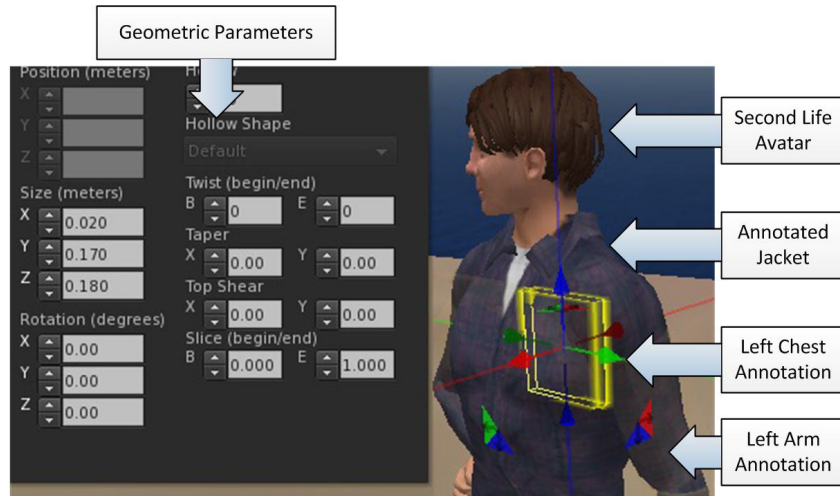 Geometric Parameters
Position (meters)
X
Y
Z
Size (meters)
X 0.020
Y 0.170
Z 0.180
Rotation (degrees)
X 0.00
Y 0.00
Z 0.00
Hollow Shape
Default
Twist (begin/end)
B 0 E 0
Taper
X 0.00 Y 0.00
Top Shear
X 0.00 Y 0.00
Slice (begin/end)
B 0.000 E 1.000
Second Life
Avatar
Annotated
Jacket
Left Chest
Annotation
Left Arm
Annotation